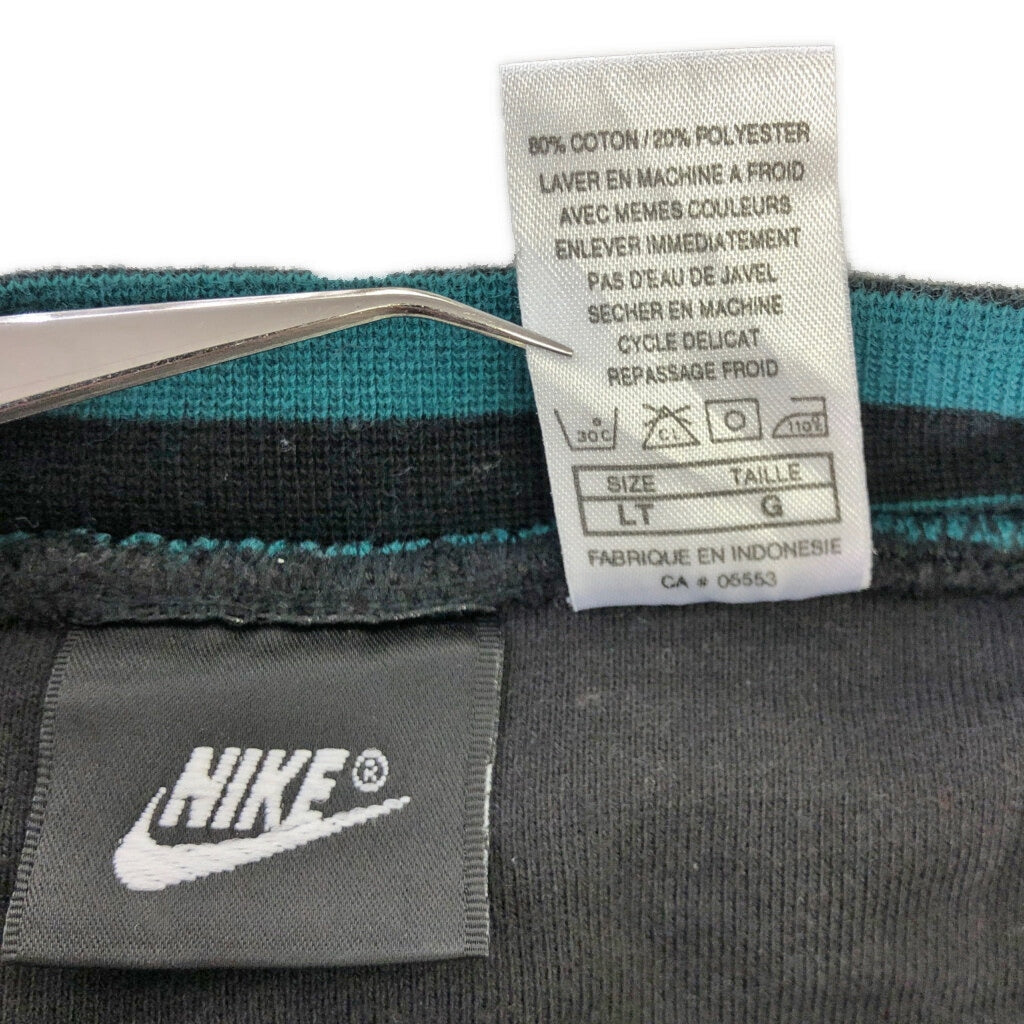 80% COTON / 20% POLYESTER
LAVER EN MACHINE A FROID
AVEC MEMES COULEURS
ENLEVER IMMEDIATEMENT
PAS D'EAU DE JAVEL
SECHER EN MACHINE
CYCLE DELICAT
REPASSAGE FROID
30°C CL 110°C
SIZE TAILLE
LT G
FABRIQUE EN INDONESIE
CA # 05553
NIKE®